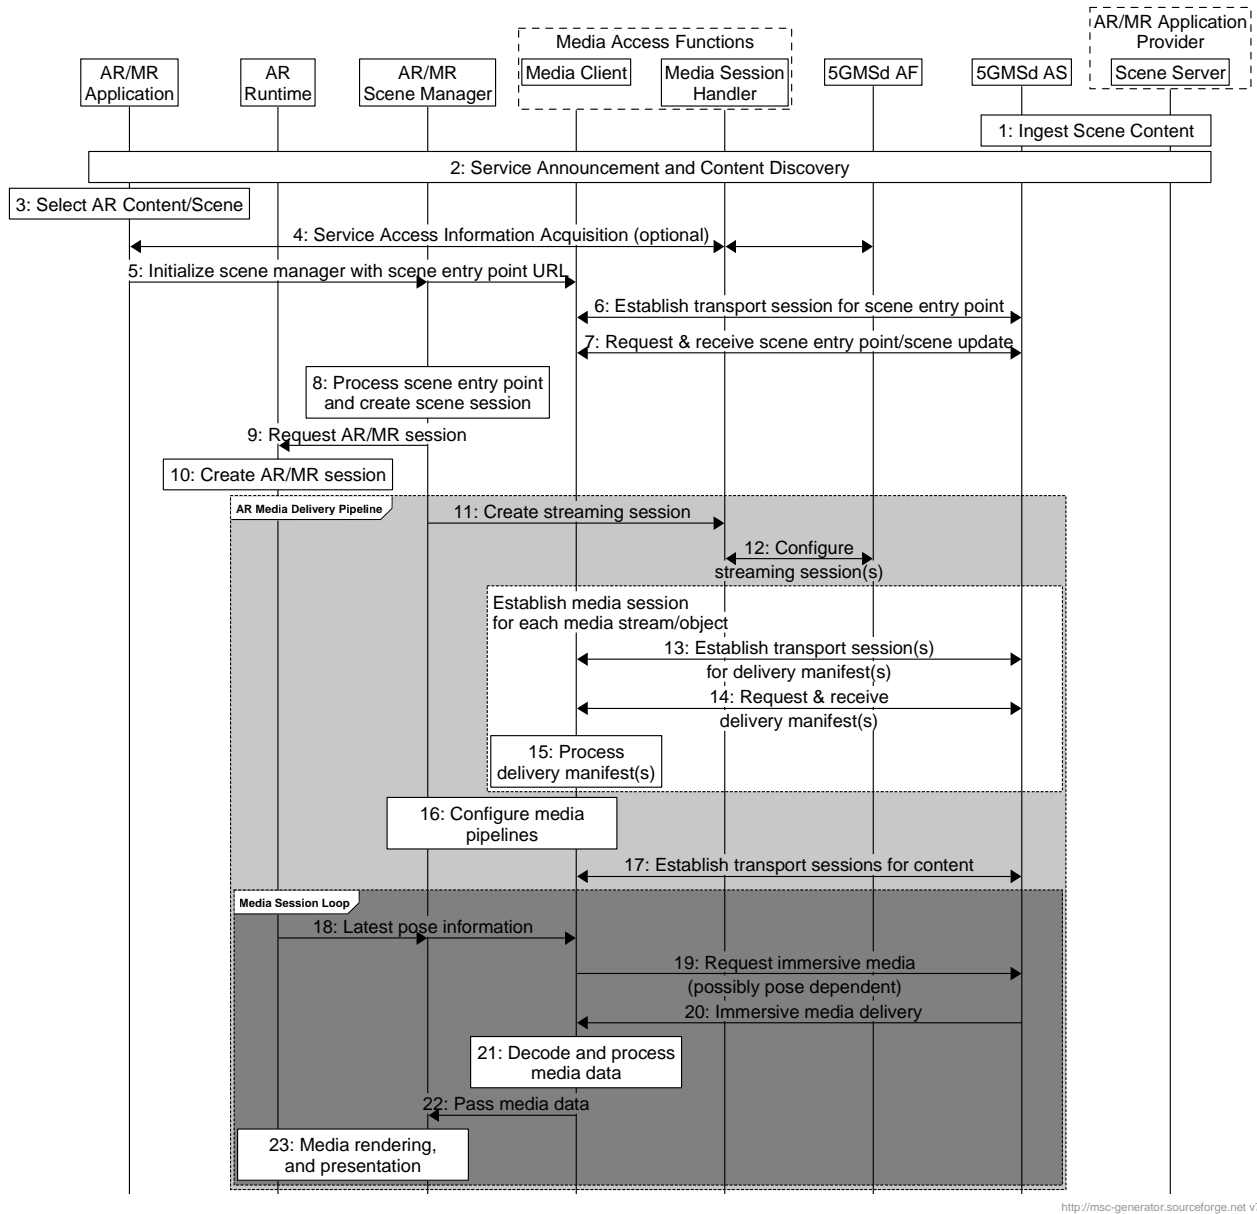 AR/MR Application
Provider
Media Access Functions
AR/MR
Application
AR
Runtime
AR/MR
Scene Manager
Media Client
Media Session
Handler
5GMSd AF
5GMSd AS
Scene Server
1: Ingest Scene Content
2: Service Announcement and Content Discovery
3: Select AR Content/Scene
4: Service Access Information Acquisition (optional)
5: Initialize scene manager with scene entry point URL
6: Establish transport session for scene entry point
7: Request & receive scene entry point/scene update
8: Process scene entry point
and create scene session
9: Request AR/MR session
10: Create AR/MR session
AR Media Delivery Pipeline
11: Create streaming session
12: Configure
streaming session(s)
Establish media session
for each media stream/object
13: Establish transport session(s)
for delivery manifest(s)
14: Request & receive
delivery manifest(s)
15: Process
delivery manifest(s)
16: Configure media
pipelines
17: Establish transport sessions for content
Media Session Loop
18: Latest pose information
19: Request immersive media
(possibly pose dependent)
20: Immersive media delivery
21: Decode and process
media data
22: Pass media data
23: Media rendering,
and presentation
http://msc-generator.sourceforge.net